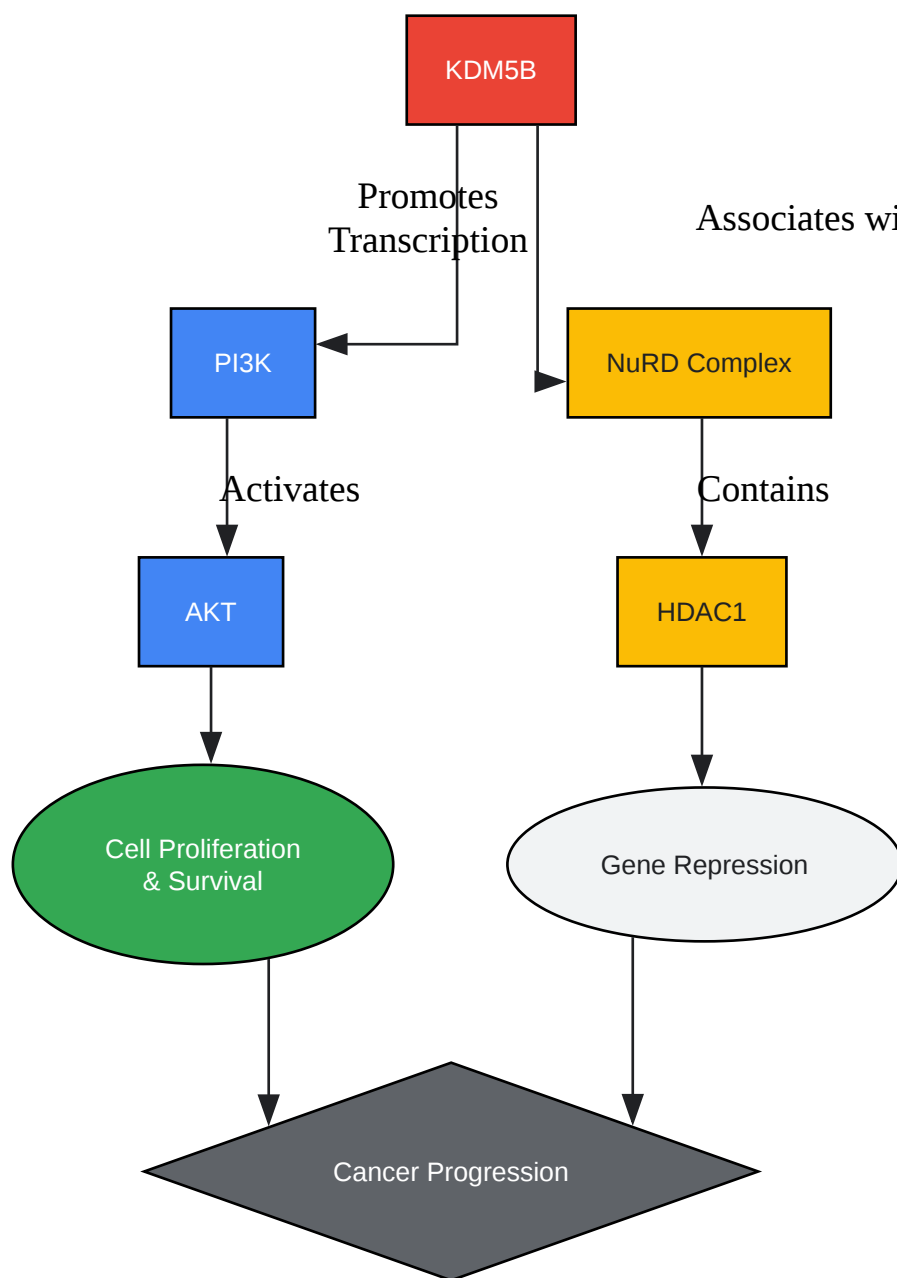 KDM5B
Promotes
Transcription
Associates wi
PI3K
NuRD Complex
Activates
Contains
AKT
HDAC1
Cell Proliferation
& Survival
Gene Repression
Cancer Progression